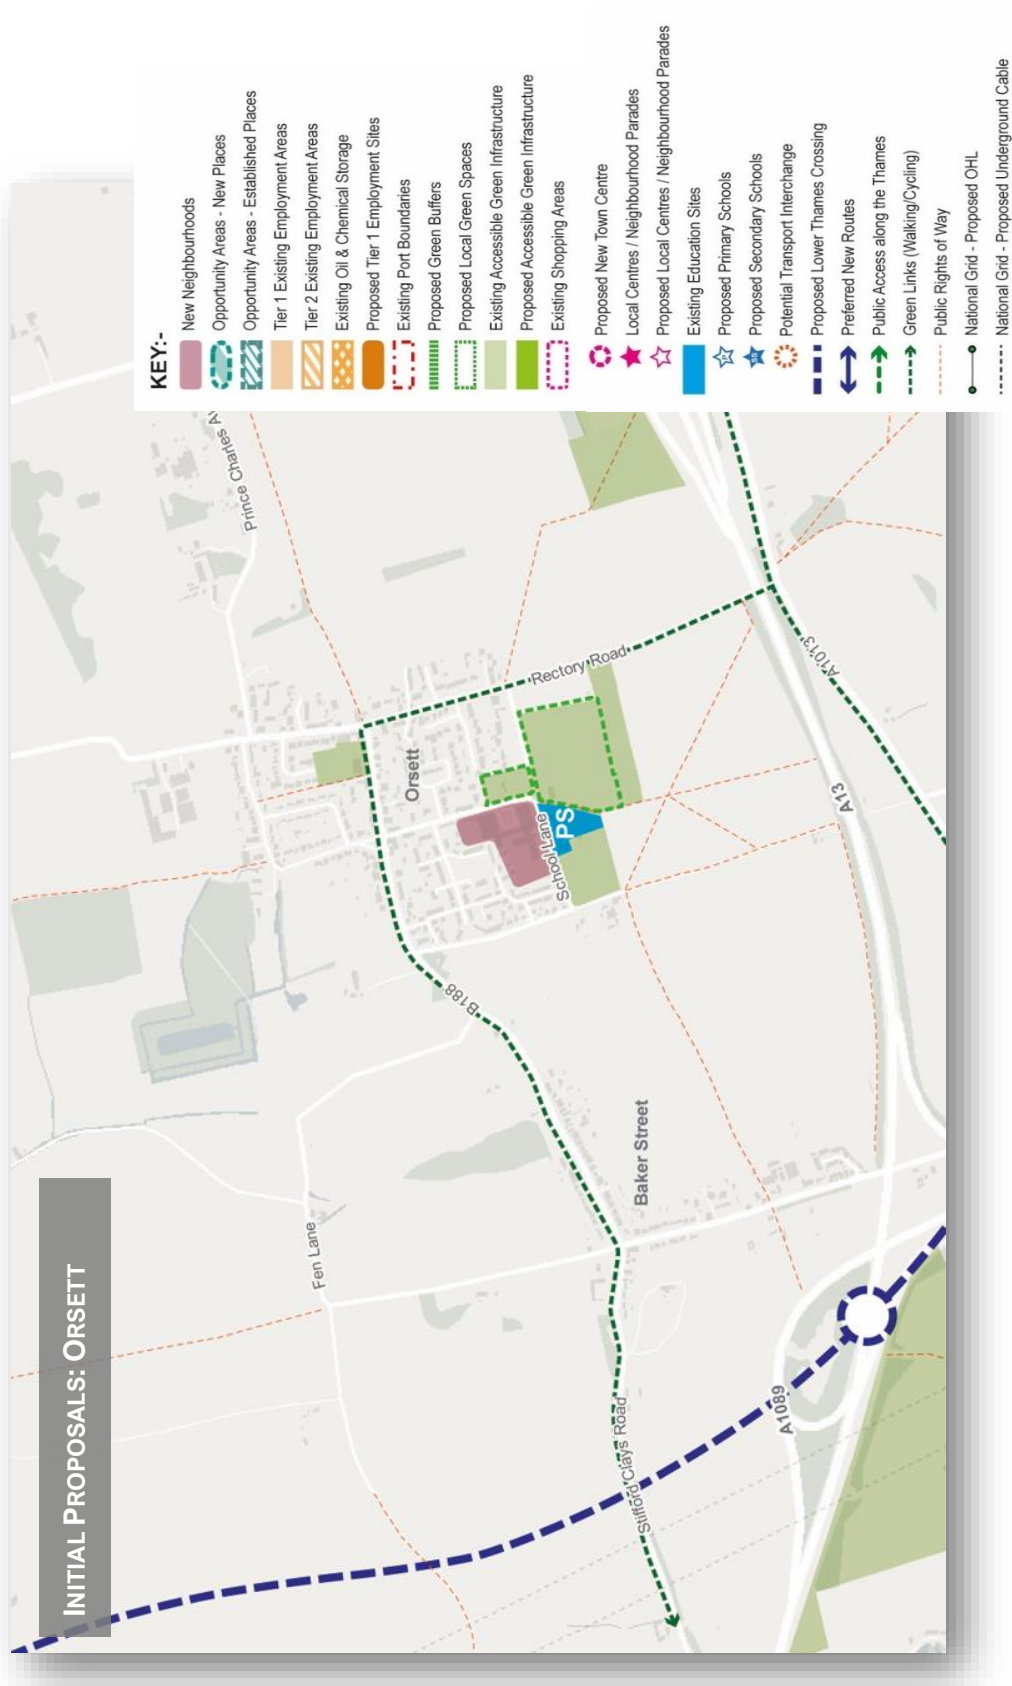 INITIAL PROPOSALS: ORSETT
Fen Lane
B188
Prince Charles A
Orsett
Rectory Road
School Lane
PS
Baker Street
Stifford Clays Road
A1089
A13
A1013
KEY:-
New Neighbourhoods
Opportunity Areas - New Places
Opportunity Areas - Established Places
Tier 1 Existing Employment Areas
Tier 2 Existing Employment Areas
Existing Oil & Chemical Storage
Proposed Tier 1 Employment Sites
Existing Port Boundaries
Proposed Green Buffers
Proposed Local Green Spaces
Existing Accessible Green Infrastructure
Proposed Accessible Green Infrastructure
Existing Shopping Areas
Proposed New Town Centre
Local Centres / Neighbourhood Parades
Proposed Local Centres / Neighbourhood Parades
Existing Education Sites
P Proposed Primary Schools
SS Proposed Secondary Schools
Potential Transport Interchange
Proposed Lower Thames Crossing
Preferred New Routes
Public Access along the Thames
Green Links (Walking/Cycling)
Public Rights of Way
National Grid - Proposed OHL
National Grid - Proposed Underground Cable